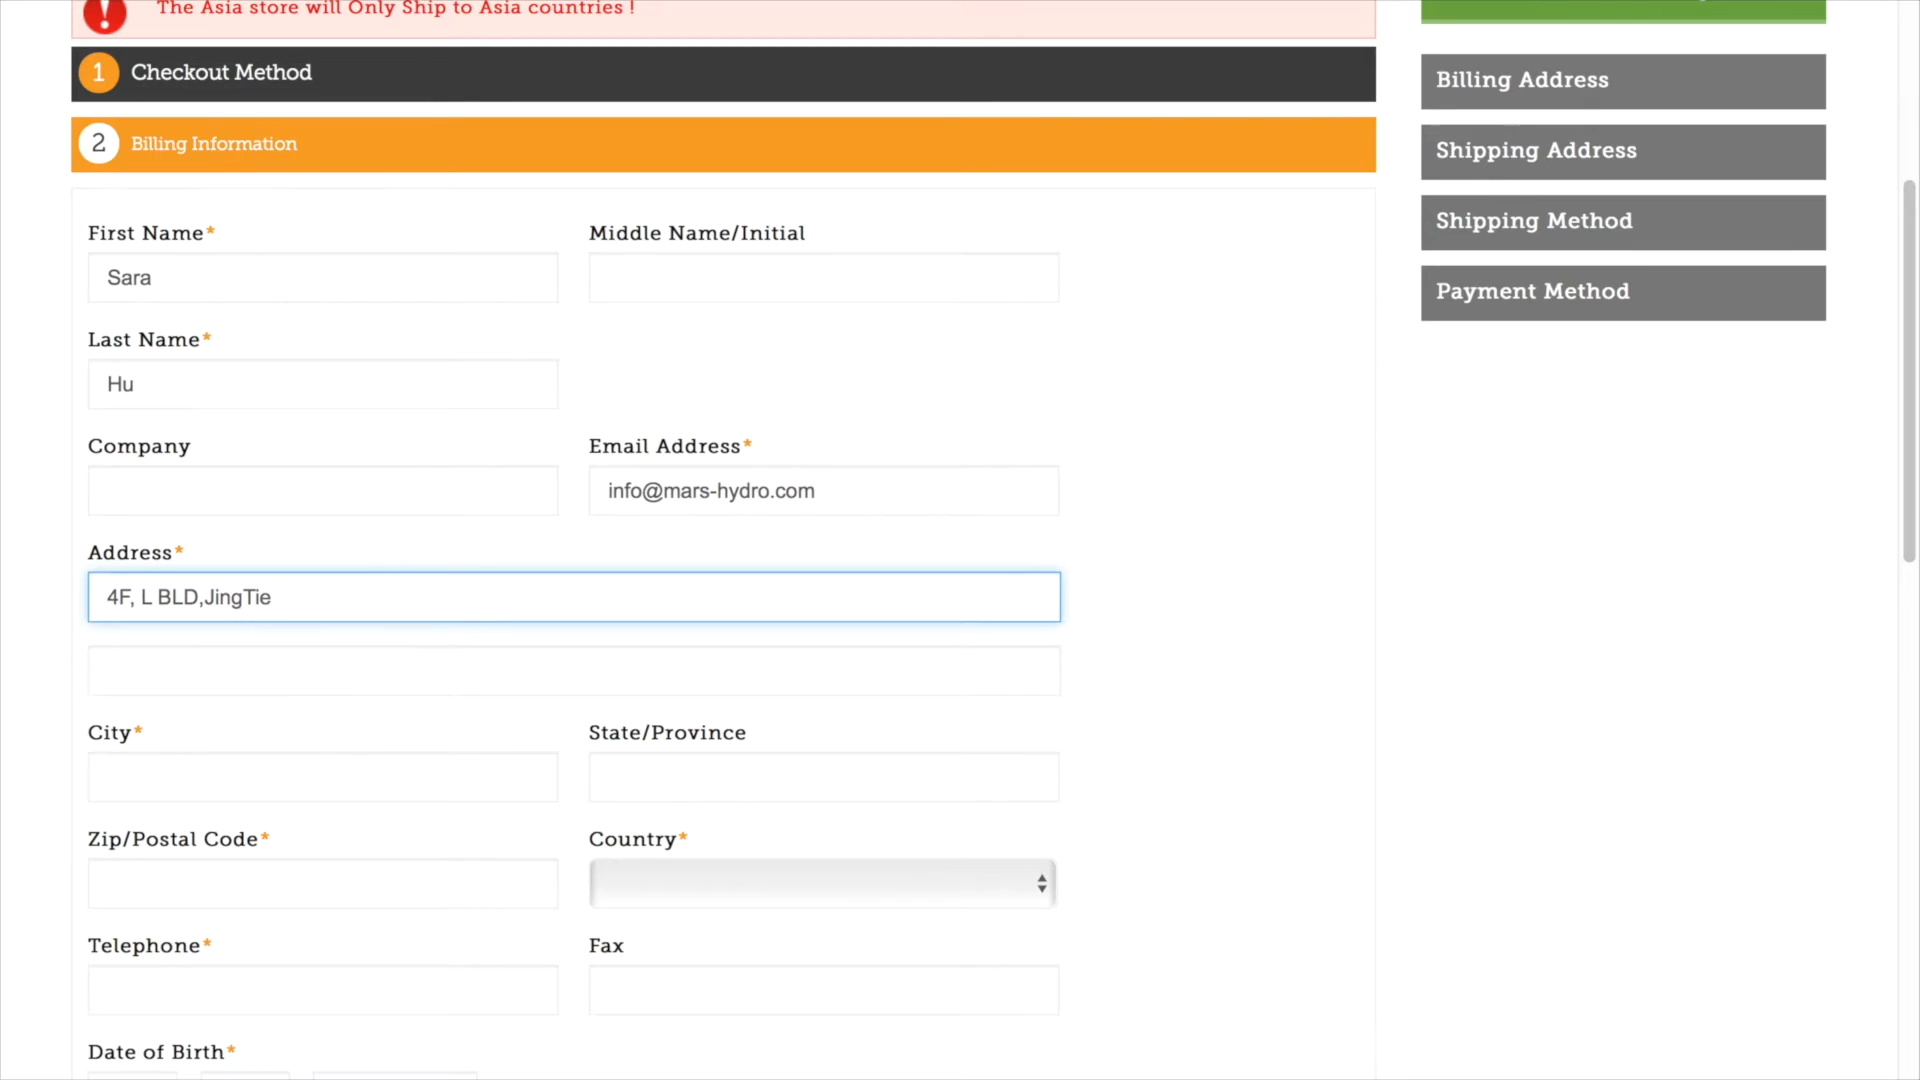 The Asia store will Only Ship to Asia countries !
1 Checkout Method
2 Billing Information
First Name*
Middle Name/Initial
Sara
Last Name*
Hu
Company
Email Address*
info@mars-hydro.com
Address*
4F, L BLD,JingTie
City*
State/Province
Zip/Postal Code*
Country*
Telephone*
Fax
Date of Birth*
Billing Address
Shipping Address
Shipping Method
Payment Method